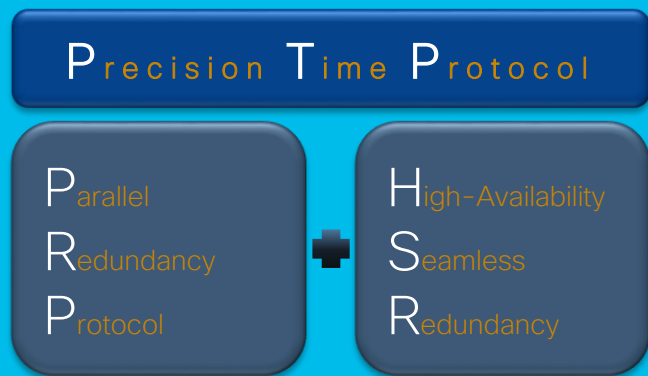 Precision Time Protocol
Parallel
Redundancy
Protocol
High-Availability
Seamless
Redundancy